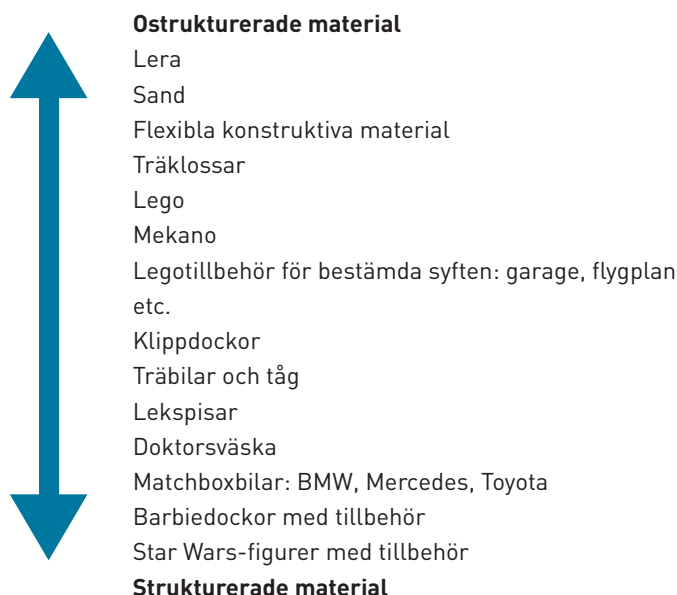 Ostrukturerade material
Lera
Sand
Flexibla konstruktiva material
Träklossar
Lego
Mekano
Legotillbehör för bestämda syften: garage, flygplan
etc.
Klippdockor
Träbilar och tåg
Lekspisar
Doktorsväska
Matchboxbilar: BMW, Mercedes, Toyota
Barbiedockor med tillbehör
Star Wars-figurer med tillbehör
Strukturerade material